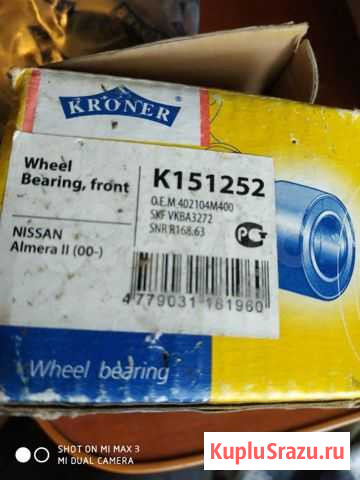 KRÖNER
Wheel
Bearing, front
NISSAN
Almera II (00-)
K151252
O.E.M.402104M400
SKF VKBA3272
SNR R168.63
4779031 161960
Wheel bearing
SHOT ON MI MAX 3
MI DUAL CAMERA
KupluSrazu.ru